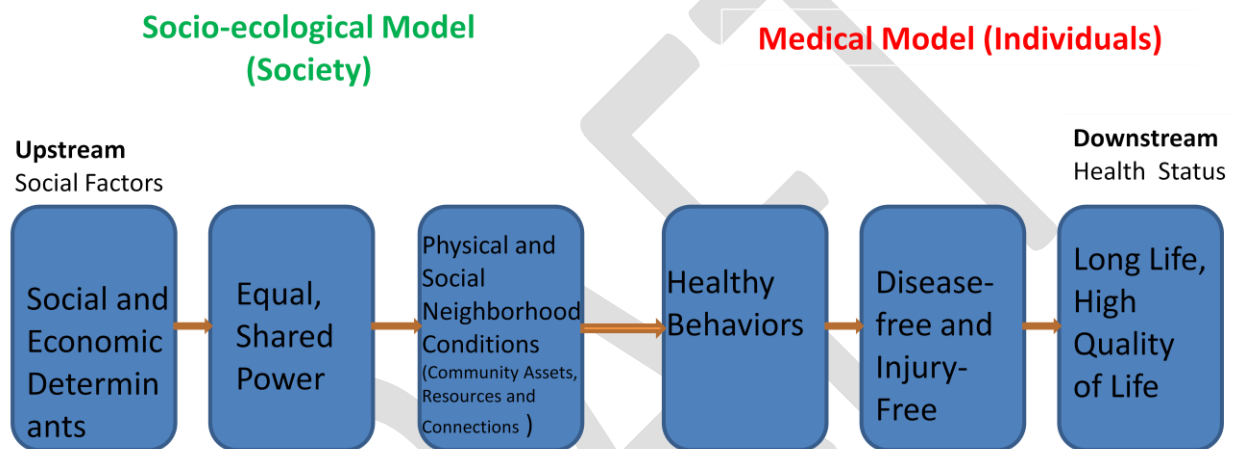 Socio-ecological Model
(Society)
Medical Model (Individuals)
Upstream
Social Factors
Downstream
Health Status
Social and
Economic
Determin
ants
Equal,
Shared
Power
Physical and
Social
Neighborhood
Conditions
(Community Assets,
Resources and
Connections )
Healthy
Behaviors
Disease-
free and
Injury-
Free
Long Life,
High
Quality
of Life